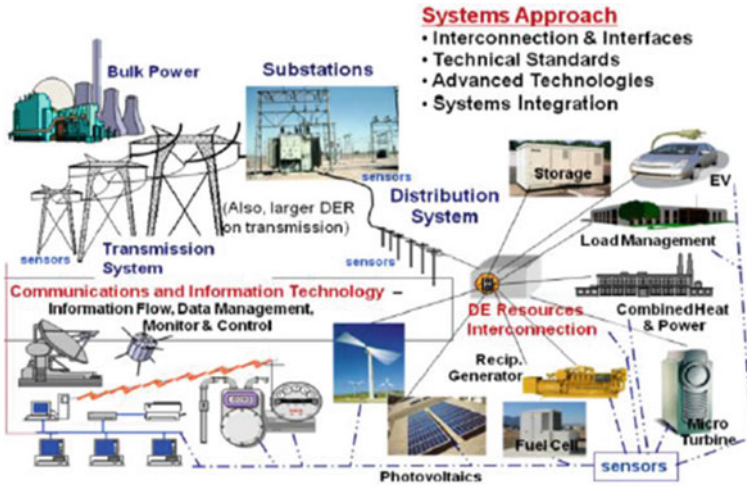 Systems Approach
• Interconnection & Interfaces
• Technical Standards
• Advanced Technologies
• Systems Integration
Bulk Power
Substations
sensors
Storage
EV
Distribution
System
(Also, larger DER
on transmission)
Load Management
sensors
Transmission
System
sensors
Communications and Information Technology –
Information Flow, Data Management,
Monitor & Control
DE Resources
Interconnection
Combined Heat
& Power
Recip.
Generator
Micro
Turbine
Fuel Cell
Photovoltaics
sensors